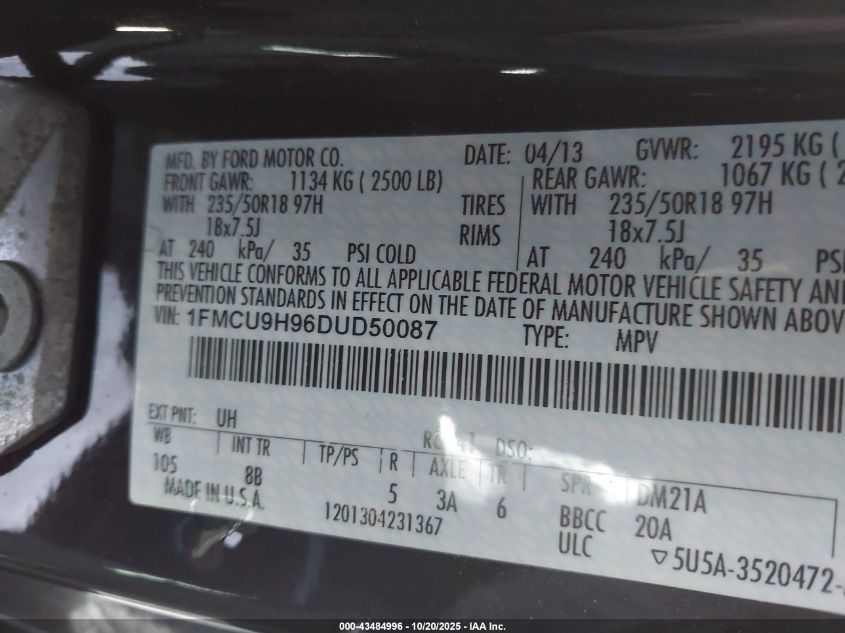 MFD. BY FORD MOTOR CO. DATE: 04/13 GVWR: 2195 KG (
FRONT GAWR: 1134 KG ( 2500 LB) REAR GAWR: 1067 KG ( 2
WITH 235/50R18 97H TIRES WITH 235/50R18 97H
18x7.5J RIMS 18x7.5J
AT 240 kPa/ 35 PSI COLD AT 240 kPa/ 35 PSI
THIS VEHICLE CONFORMS TO ALL APPLICABLE FEDERAL MOTOR VEHICLE SAFETY AN
PREVENTION STANDARDS IN EFFECT ON THE DATE OF MANUFACTURE SHOWN ABOV
VIN: 1FMCU9H96DUD50087 TYPE: MPV
EXT PNT: UH DSO:
WB INT TR TP/PS R AXLE TR SPR DM21A
105 8B 5 3A 6 BBCC 20A
MADE IN U.S.A. 1201304231367 ULC ▽5U5A-3520472-
000-43484996 | 10/20/2025 | IAA Inc.